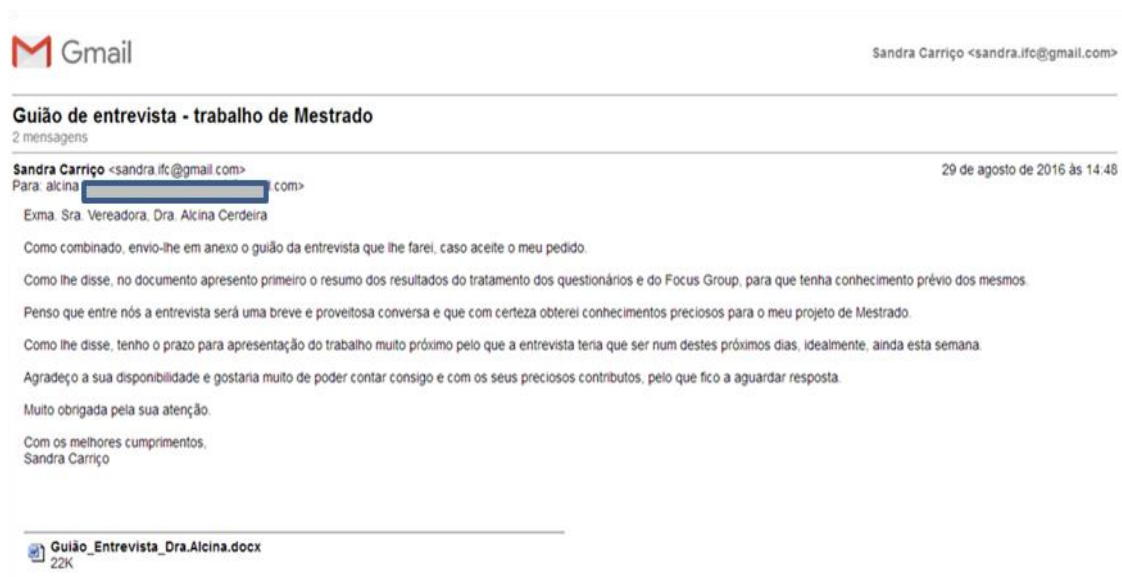 Gmail
Sandra Carriço <sandra.ifc@gmail.com>
Guião de entrevista - trabalho de Mestrado
2 mensagens
Sandra Carriço <sandra.ifc@gmail.com>
29 de agosto de 2016 às 14:48
Para: alcina .com>
Exma. Sra. Vereadora, Dra. Alcina Cerdeira
Como combinado, envio-lhe em anexo o guião da entrevista que lhe farei, caso aceite o meu pedido.
Como lhe disse, no documento apresento primeiro o resumo dos resultados do tratamento dos questionários e do Focus Group, para que tenha conhecimento prévio dos mesmos.
Penso que entre nós a entrevista será uma breve e proveitosa conversa e que com certeza obterei conhecimentos preciosos para o meu projeto de Mestrado.
Como lhe disse, tenho o prazo para apresentação do trabalho muito próximo pelo que a entrevista teria que ser num destes próximos dias, idealmente, ainda esta semana.
Agradeço a sua disponibilidade e gostaria muito de poder contar consigo e com os seus preciosos contributos, pelo que fico a aguardar resposta.
Muito obrigada pela sua atenção.
Com os melhores cumprimentos,
Sandra Carriço
Guião_Entrevista_Dra.Alcina.docx
22K